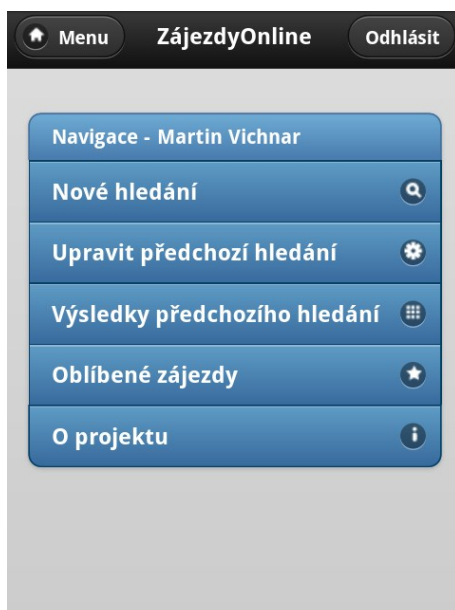 Menu
ZájezdyOnline
Odhlásit
Navigace - Martin Vichnar
Nové hledání
Upravit předchozí hledání
Výsledky předchozího hledání
Oblíbené zájezdy
O projektu